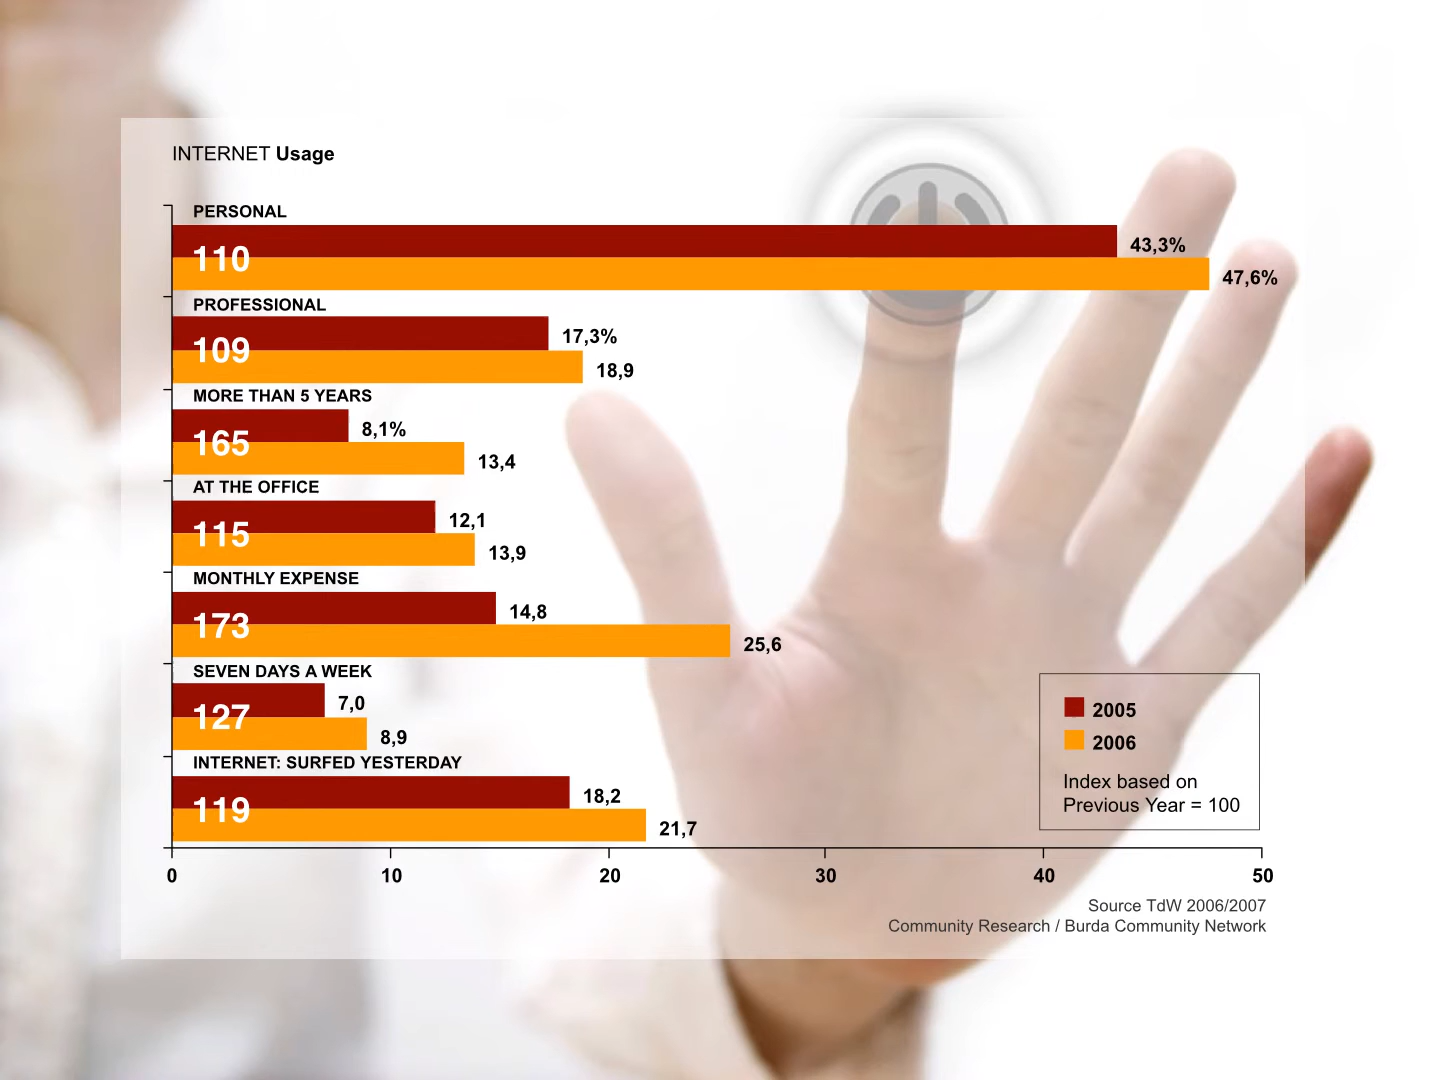 INTERNET Usage
PERSONAL
110
43,3%
47,6%
PROFESSIONAL
109
17,3%
18,9
MORE THAN 5 YEARS
165
8,1%
13,4
AT THE OFFICE
115
12,1
13,9
MONTHLY EXPENSE
173
14,8
25,6
SEVEN DAYS A WEEK
127
7,0
8,9
INTERNET: SURFED YESTERDAY
119
18,2
21,7
2005
2006
Index based on
Previous Year = 100
0 10 20 30 40 50
Source TdW 2006/2007
Community Research / Burda Community Network